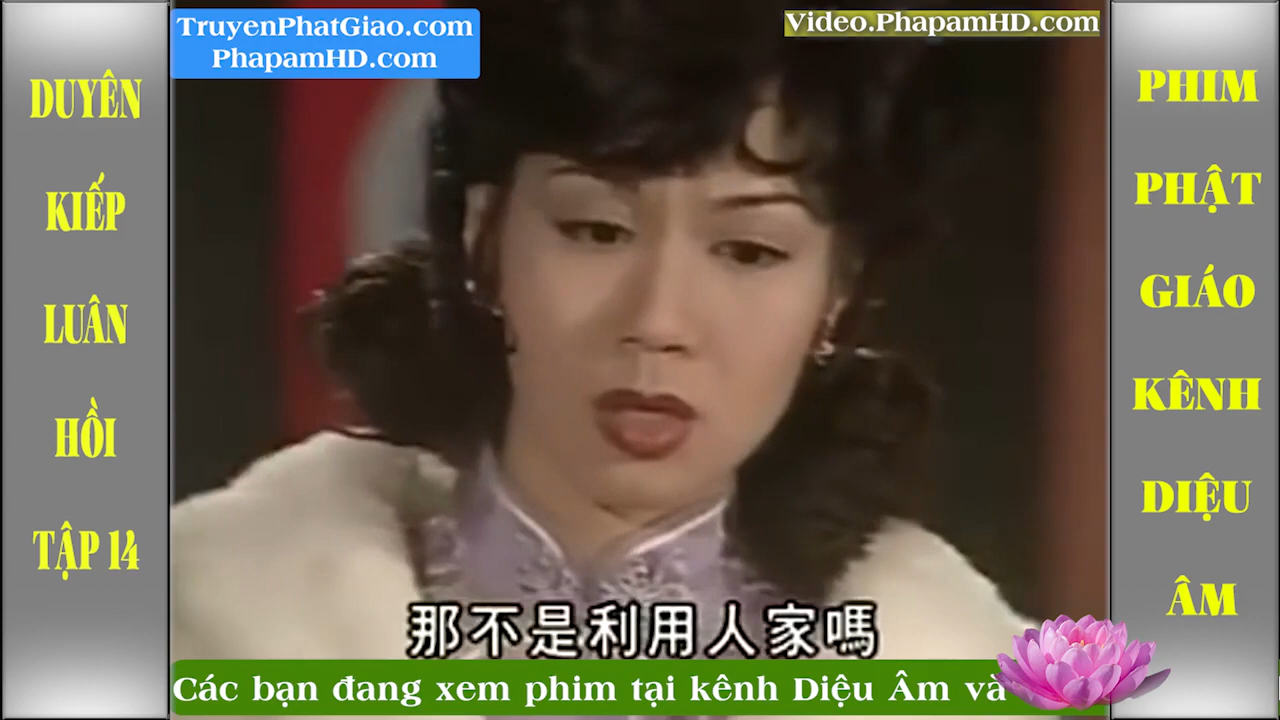 TruyenPhatGiao.com
PhapamHD.com
Video.PhapamHD.com
DUYÊN
KIẾP
LUÂN
HỒI
TẬP 14
PHIM
PHẬT
GIÁO
KÊNH
DIỆU
ÂM
那不是利用人家嗎
Các bạn đang xem phim tại kênh Diệu Âm và